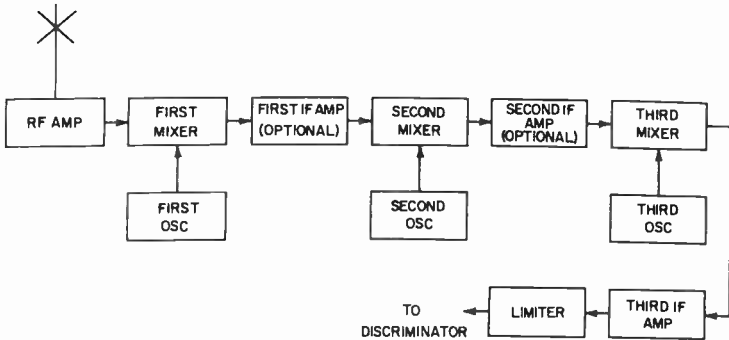 RF AMP
FIRST
MIXER
FIRST IF AMP
(OPTIONAL)
SECOND
MIXER
SECOND IF
AMP
(OPTIONAL)
THIRD
MIXER
FIRST
OSC
SECOND
OSC
THIRD
OSC
TO
DISCRIMINATOR
LIMITER
THIRD IF
AMP